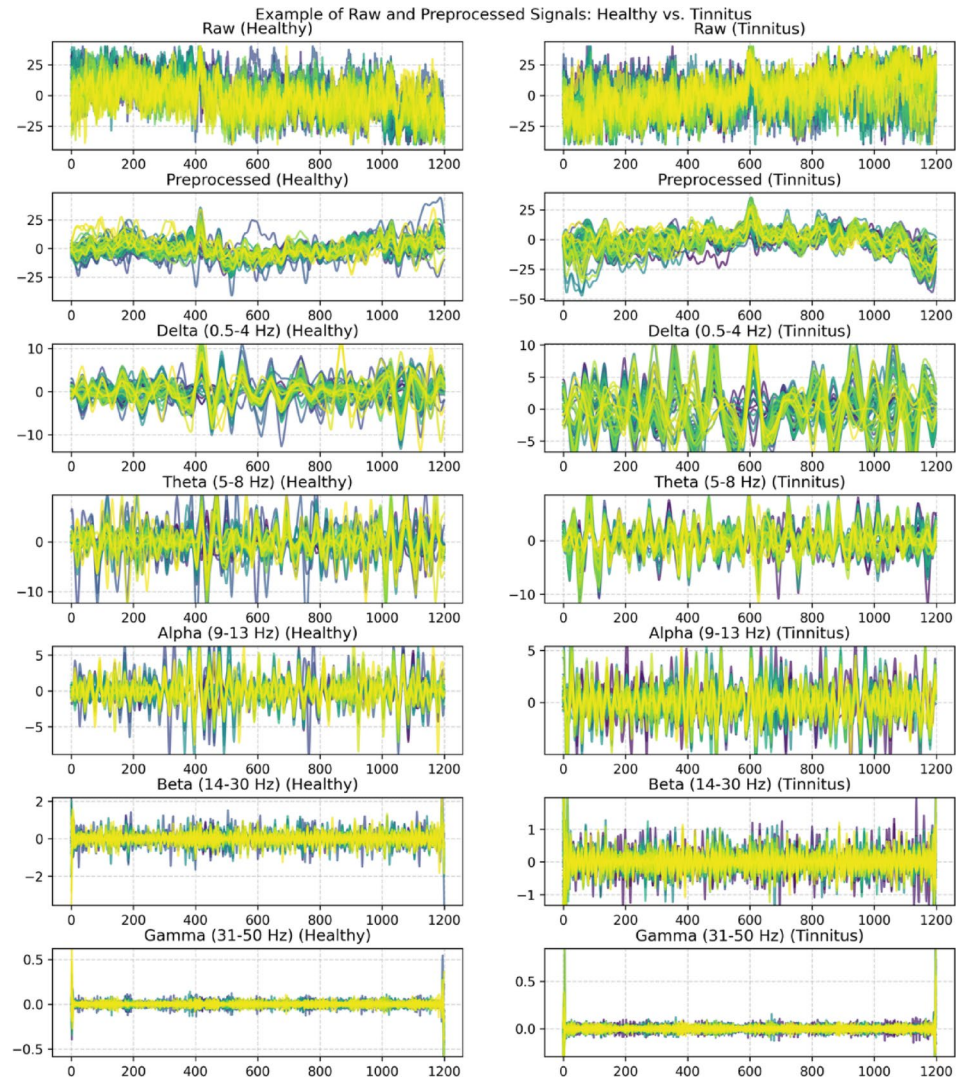 Example of Raw and Preprocessed Signals: Healthy vs. Tinnitus
Raw (Healthy)
25
0
−25
0 200 400 600 800 1000 1200
Raw (Tinnitus)
25
0
−25
0 200 400 600 800 1000 1200
Preprocessed (Healthy)
25
0
−25
0 200 400 600 800 1000 1200
Preprocessed (Tinnitus)
25
0
−25
−50
0 200 400 600 800 1000 1200
Delta (0.5-4 Hz) (Healthy)
10
0
−10
0 200 400 600 800 1000 1200
Delta (0.5-4 Hz) (Tinnitus)
10
5
0
−5
0 200 400 600 800 1000 1200
Theta (5-8 Hz) (Healthy)
0
−10
0 200 400 600 800 1000 1200
Theta (5-8 Hz) (Tinnitus)
0
−10
0 200 400 600 800 1000 1200
Alpha (9-13 Hz) (Healthy)
5
0
−5
0 200 400 600 800 1000 1200
Alpha (9-13 Hz) (Tinnitus)
5
0
0 200 400 600 800 1000 1200
Beta (14-30 Hz) (Healthy)
2
0
−2
0 200 400 600 800 1000 1200
Beta (14-30 Hz) (Tinnitus)
1
0
−1
0 200 400 600 800 1000 1200
Gamma (31-50 Hz) (Healthy)
0.5
0.0
−0.5
0 200 400 600 800 1000 1200
Gamma (31-50 Hz) (Tinnitus)
0.5
0.0
0 200 400 600 800 1000 1200